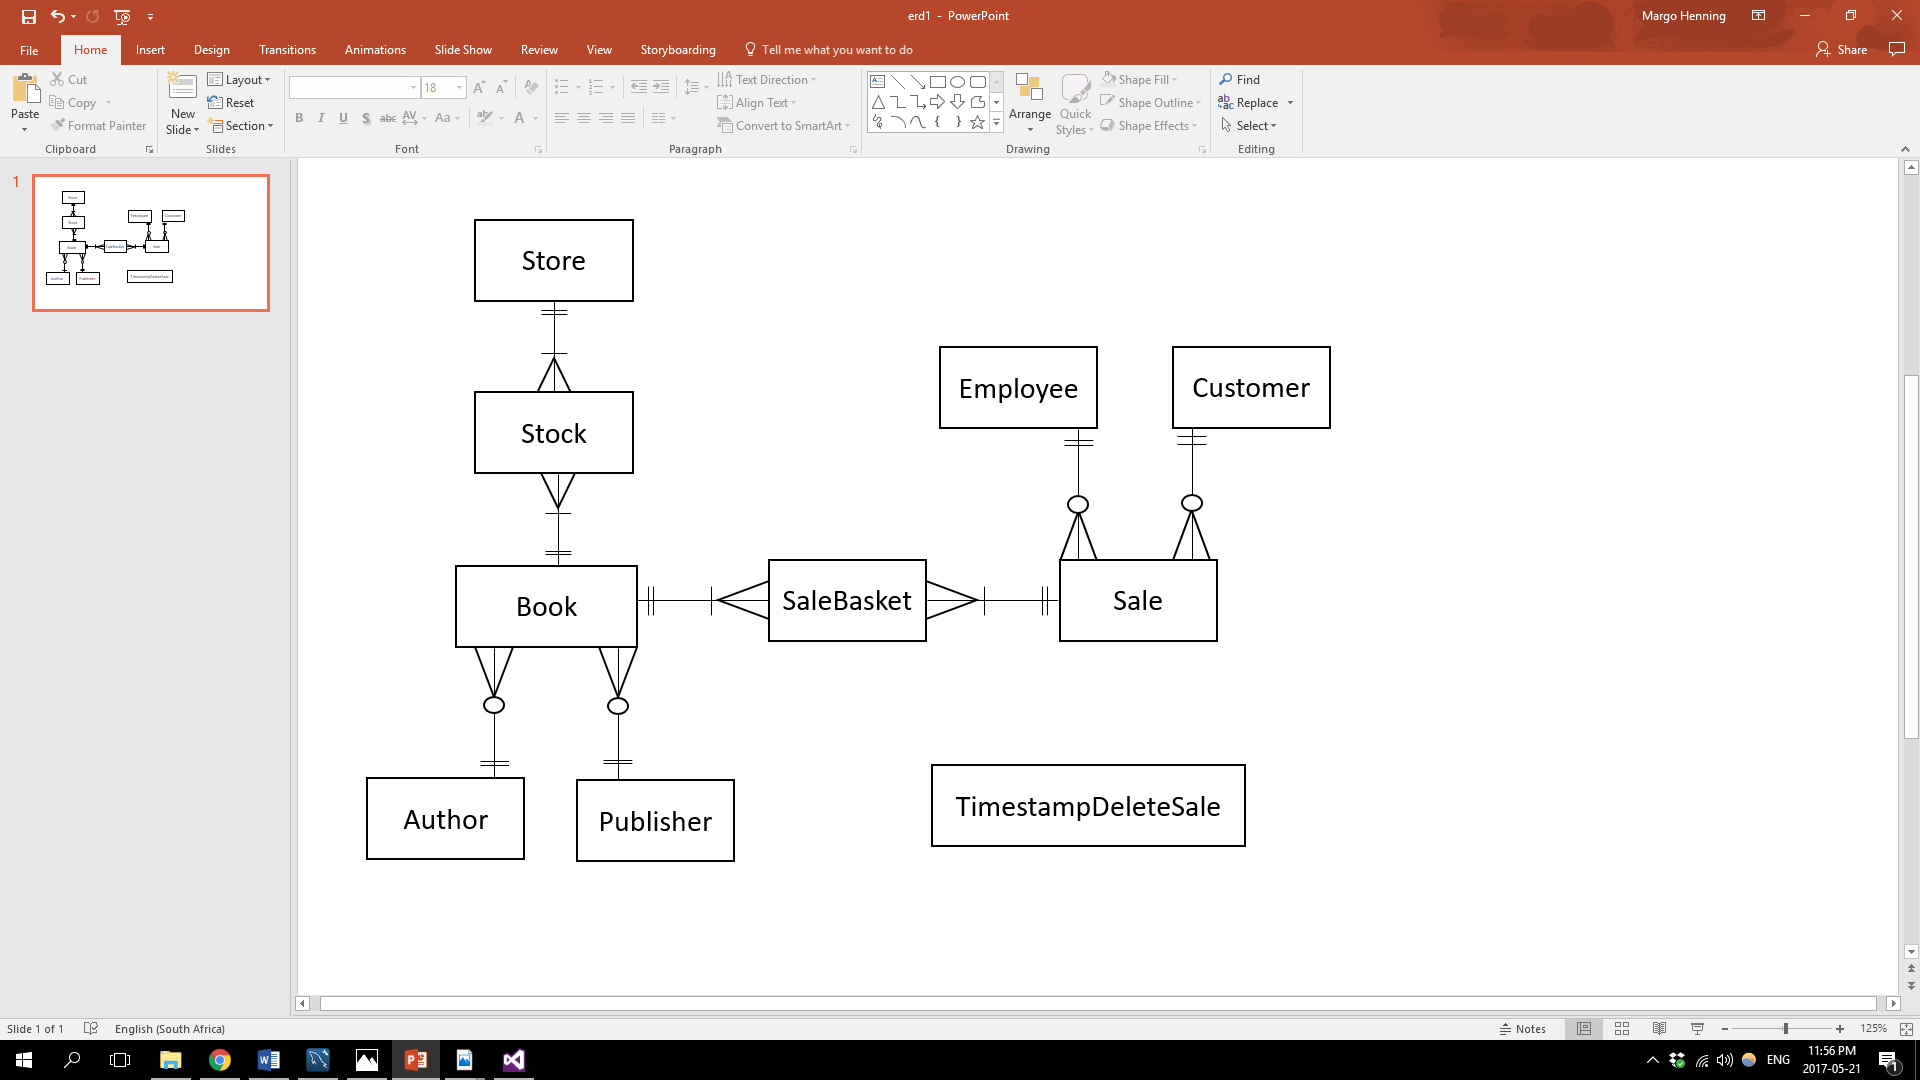 erd1 - PowerPoint
Margo Henning
File
Home
Insert
Design
Transitions
Animations
Slide Show
Review
View
Storyboarding
Tell me what you want to do
Share
Paste
Cut
Copy
Format Painter
Clipboard
New
Slide
Layout
Reset
Section
Slides
18
B I U S abc AV Aa A
Font
Text Direction
Align Text
Convert to SmartArt
Paragraph
Arrange
Quick
Styles
Shape Fill
Shape Outline
Shape Effects
Drawing
Find
Replace
Select
Editing
1
Store
Stock
Employee
Customer
Book
SaleBasket
Sale
Author
Publisher
TimestampDeleteSale
Slide 1 of 1
English (South Africa)
Notes
125%
ENG
11:56 PM
2017-05-21
1